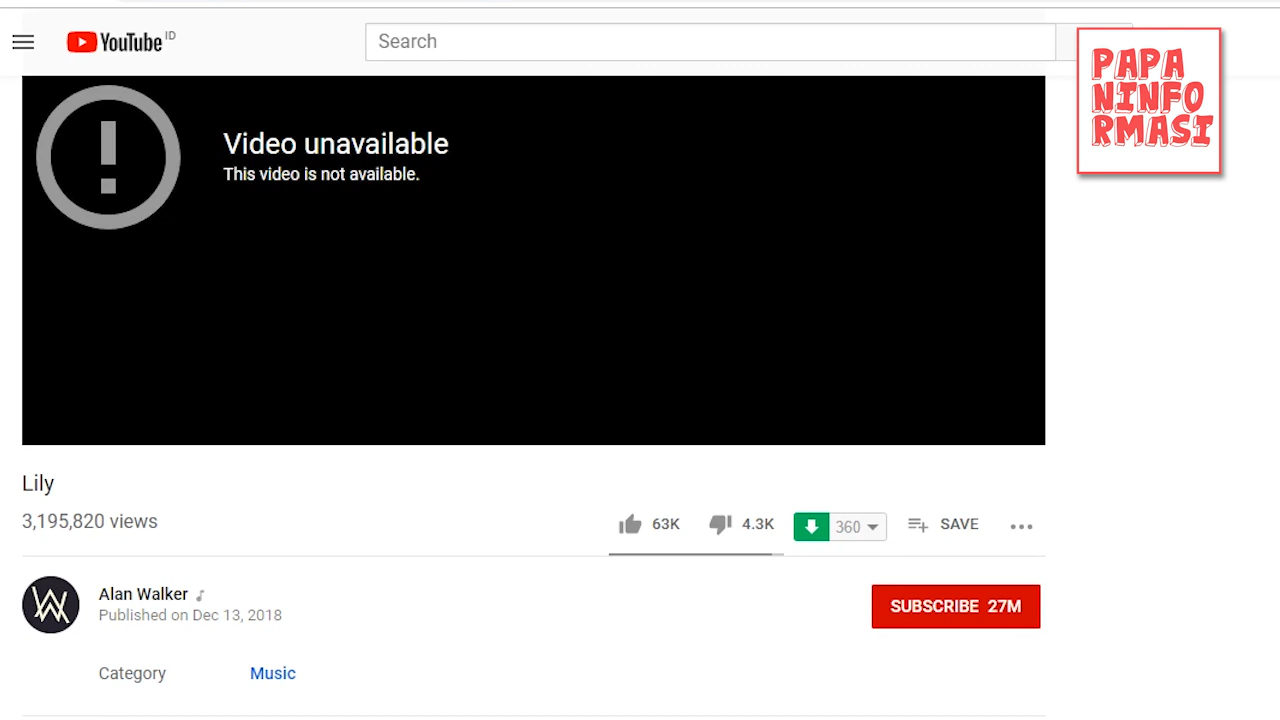 YouTube ID
Search
PAPA
NINFO
RMASI
Video unavailable
This video is not available.
Lily
3,195,820 views
63K 4.3K 360 SAVE
Alan Walker
Published on Dec 13, 2018
SUBSCRIBE 27M
Category Music